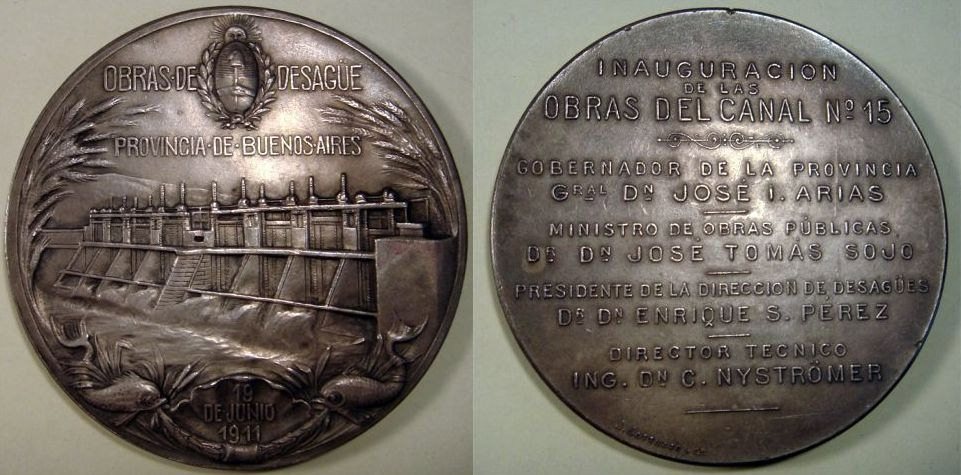 OBRAS·DE DESAGÜE
PROVINCIA·DE·BUENOS·AIRES
19
DE JUNIO
1911
INAUGURACION
DE LAS
OBRAS DEL CANAL Nº 15
GOBERNADOR DE LA PROVINCIA
GRAL DN JOSÉ I. ARIAS
MINISTRO DE OBRAS PÚBLICAS
DR DN JOSÉ TOMÁS SOJO
PRESIDENTE DE LA DIRECCION DE DESAGÜES
DR DN ENRIQUE S. PÉREZ
DIRECTOR TECNICO
ING. DN C. NYSTRÖMER